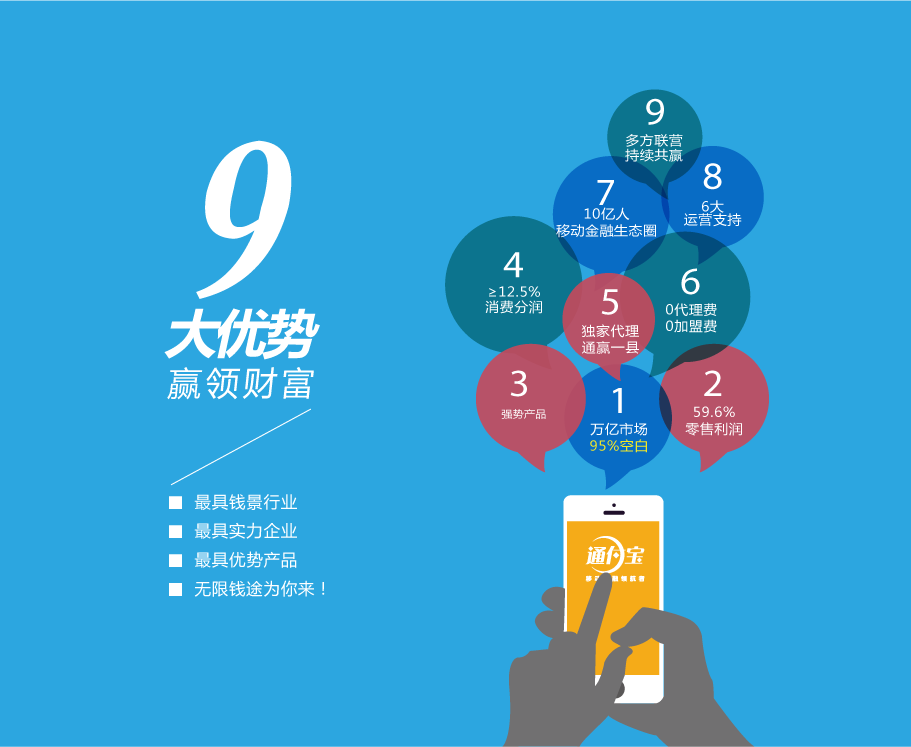 9
大优势
赢领财富
最具钱景行业
最具实力企业
最具优势产品
无限钱途为你来！
9
多方联营
持续共赢
8
6大
运营支持
7
10亿人
移动金融生态圈
4
≥12.5%
消费分润
6
0代理费
0加盟费
5
独家代理
通赢一县
3
强势产品
1
万亿市场
95%空白
2
59.6%
零售利润
通付宝